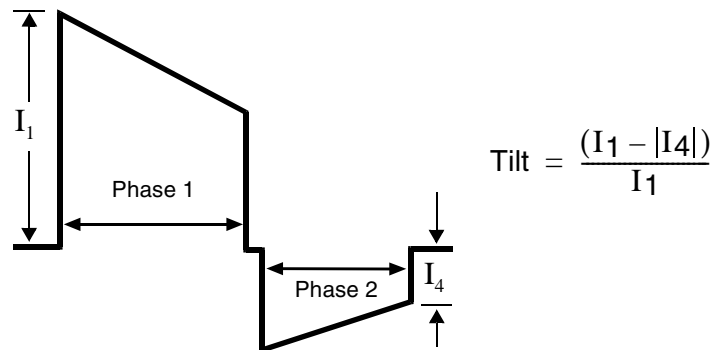 I1
Phase 1
Tilt = (I1 – |I4|) / I1
Phase 2
I4